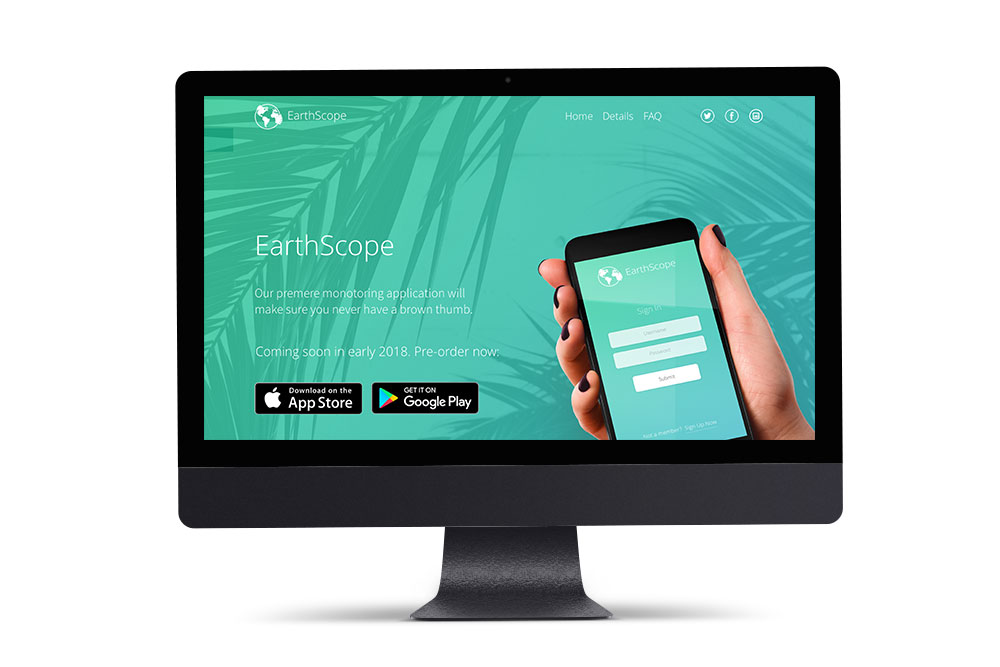 EarthScope
Home Details FAQ
EarthScope
Our premere monotoring application will
make sure you never have a brown thumb.
Coming soon in early 2018. Pre-order now:
Download on the
App Store
GET IT ON
Google Play
EarthScope
Sign In
Username
Password
Submit
Not a member? Sign Up Now